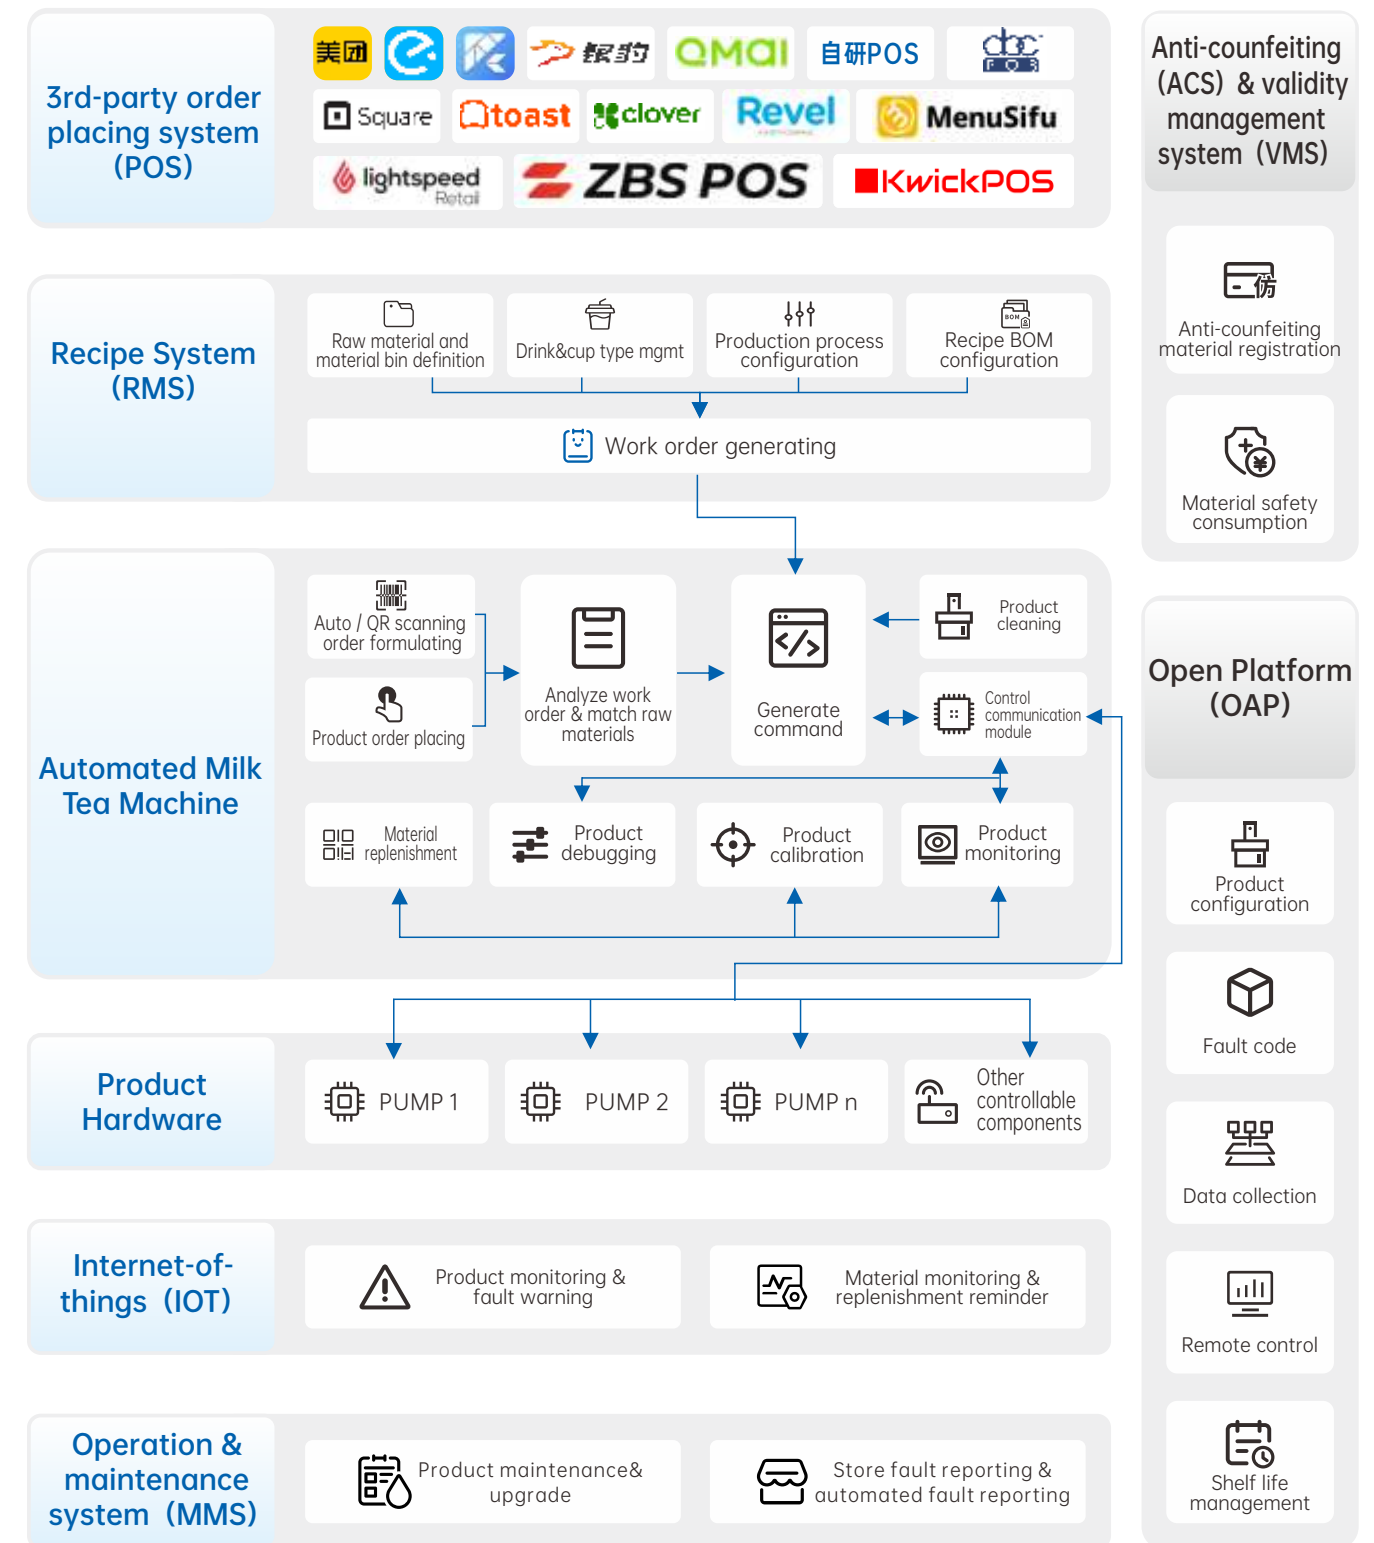 3rd-party order
placing system
(POS)
美团
银豹
QMAI
自研POS
cbc
POS
Square
toast
clover
Revel
MenuSifu
lightspeed
Retail
ZBS POS
KwickPOS
Recipe System
(RMS)
Raw material and
material bin definition
Drink&cup type mgmt
Production process
configuration
BOM
Recipe BOM
configuration
Work order generating
Automated Milk
Tea Machine
Auto / QR scanning
order formulating
Product order placing
Analyze work
order & match raw
materials
Generate
command
Product
cleaning
Control
communication
module
Material
replenishment
Product
debugging
Product
calibration
Product
monitoring
Product
Hardware
PUMP 1
PUMP 2
PUMP n
Other
controllable
components
Internet-of-
things (IOT)
Product monitoring &
fault warning
Material monitoring &
replenishment reminder
Operation &
maintenance
system (MMS)
Product maintenance&
upgrade
Store fault reporting &
automated fault reporting
Anti-counfeiting
(ACS) & validity
management
system (VMS)
仿
Anti-counfeiting
material registration
¥
Material safety
consumption
Open Platform
(OAP)
Product
configuration
Fault code
Data collection
Remote control
Shelf life
management